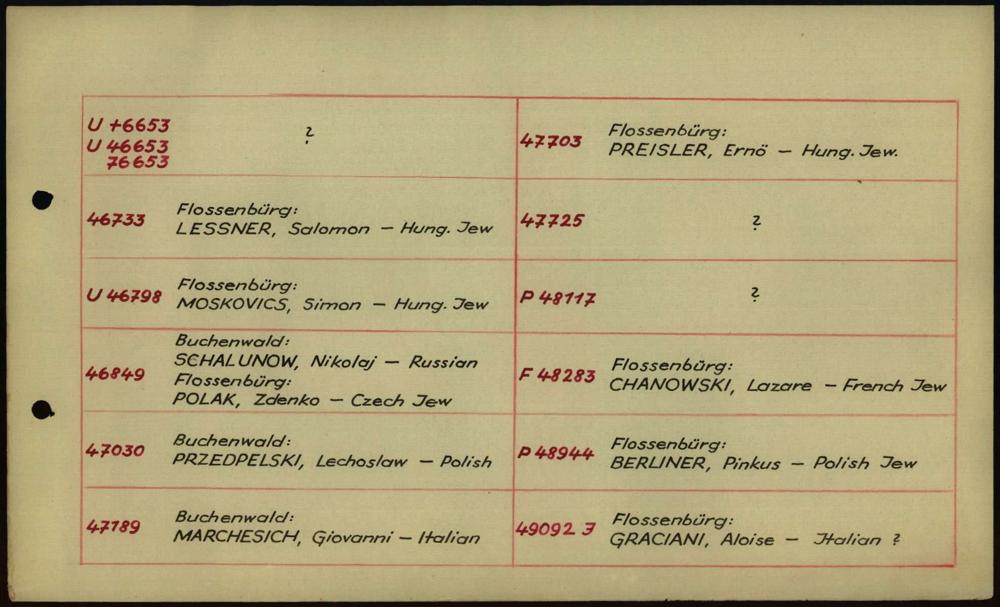 U +6653
U 46653
76653
?
46733
Flossenbürg:
LESSNER, Salomon — Hung. Jew
U 46798
Flossenbürg:
MOSKOVICS, Simon — Hung. Jew
46849
Buchenwald:
SCHALUNOW, Nikolaj — Russian
Flossenbürg:
POLAK, Zdenko — Czech Jew
47030
Buchenwald:
PRZEDPELSKI, Lechoslaw — Polish
47189
Buchenwald:
MARCHESICH, Giovanni — Italian
47703
Flossenbürg:
PREISLER, Ernö — Hung. Jew.
47725
?
P 48117
?
F 48283
Flossenbürg:
CHANOWSKI, Lazare — French Jew
P 48944
Flossenbürg:
BERLINER, Pinkus — Polish Jew
49092 J
Flossenbürg:
GRACIANI, Aloise — Italian ?